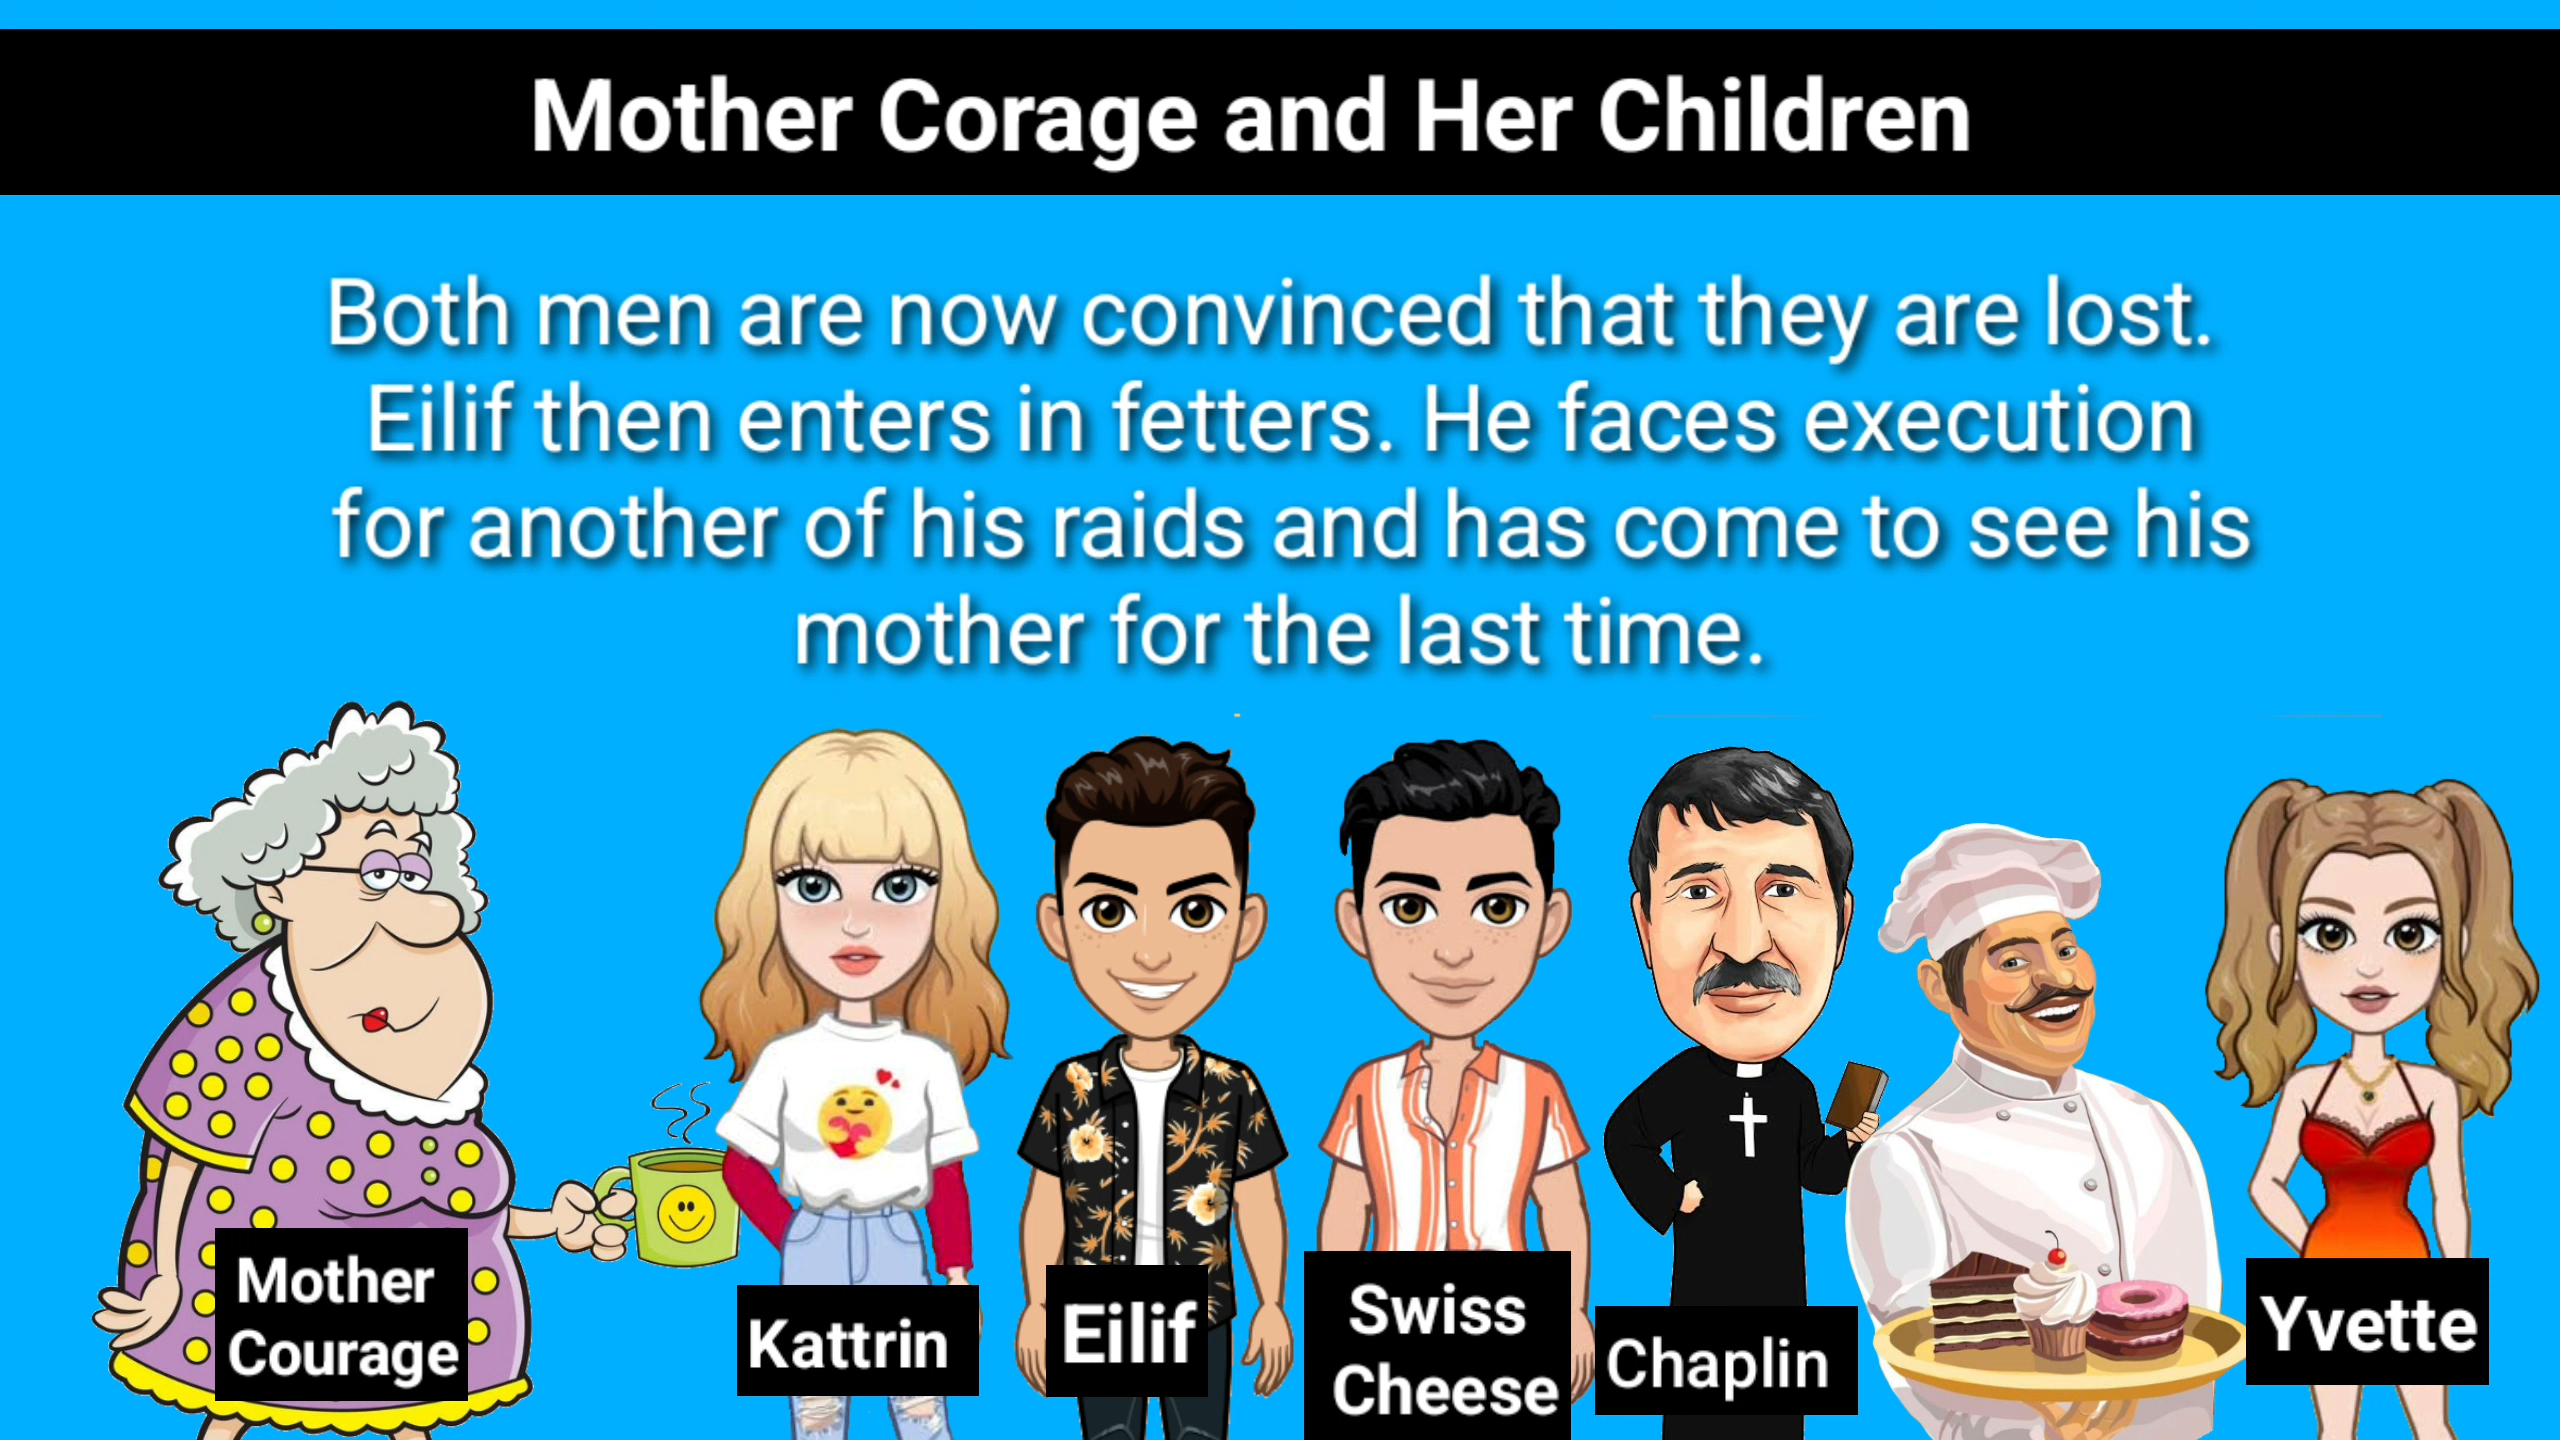 Mother Corage and Her Children
Both men are now convinced that they are lost.
Eilif then enters in fetters. He faces execution
for another of his raids and has come to see his
mother for the last time.
Mother
Courage
Kattrin
Eilif
Swiss
Cheese
Chaplin
Yvette